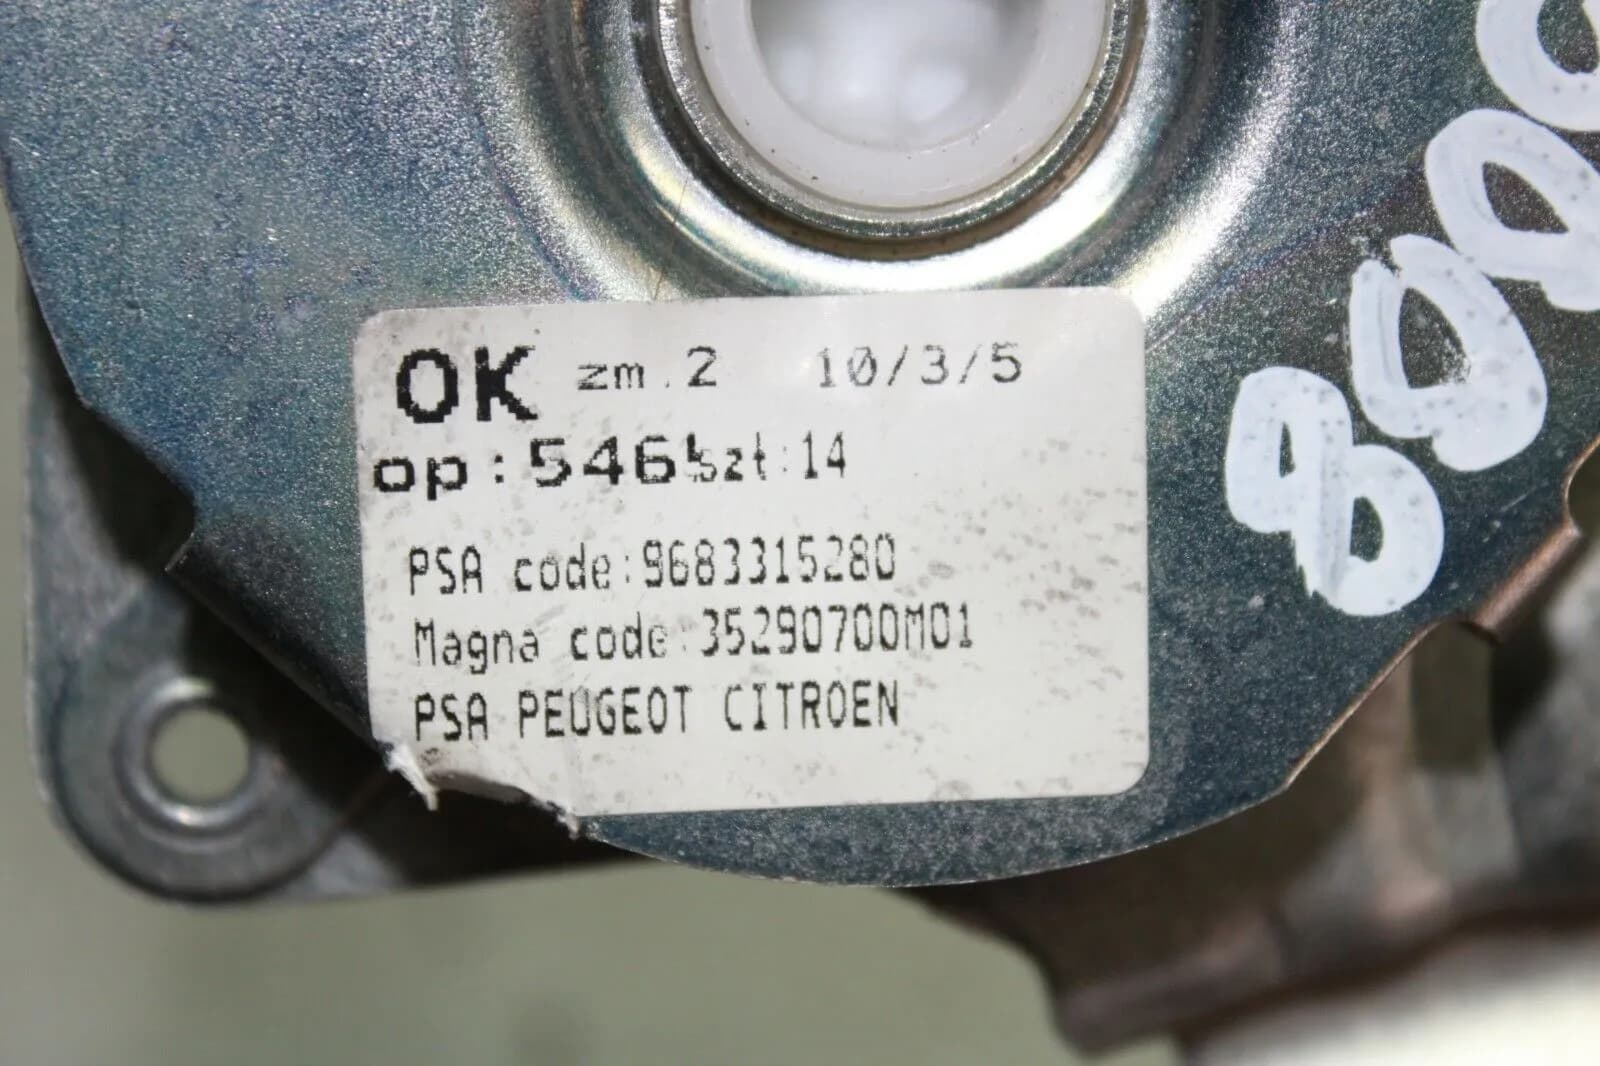 OK zm.2 10/3/5
op:546 szt:14
PSA code:9683315280
Magna code:35290700M01
PSA PEUGEOT CITROEN